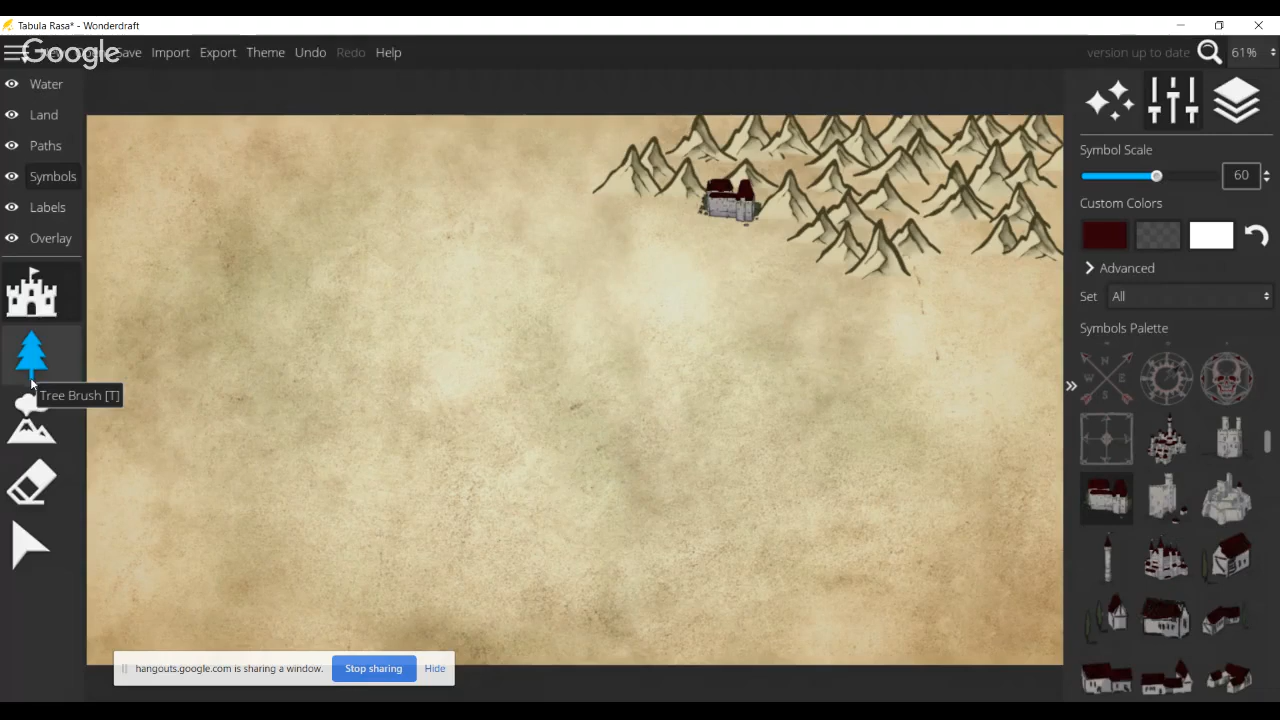 Tabula Rasa* - Wonderdraft
Google
Save Import Export Theme Undo Redo Help version up to date 61%
Water
Land
Paths
Symbols
Labels
Overlay
Tree Brush [T]
Symbol Scale
60
Custom Colors
Advanced
Set All
Symbols Palette
N
W E
S
hangouts.google.com is sharing a window. Stop sharing Hide